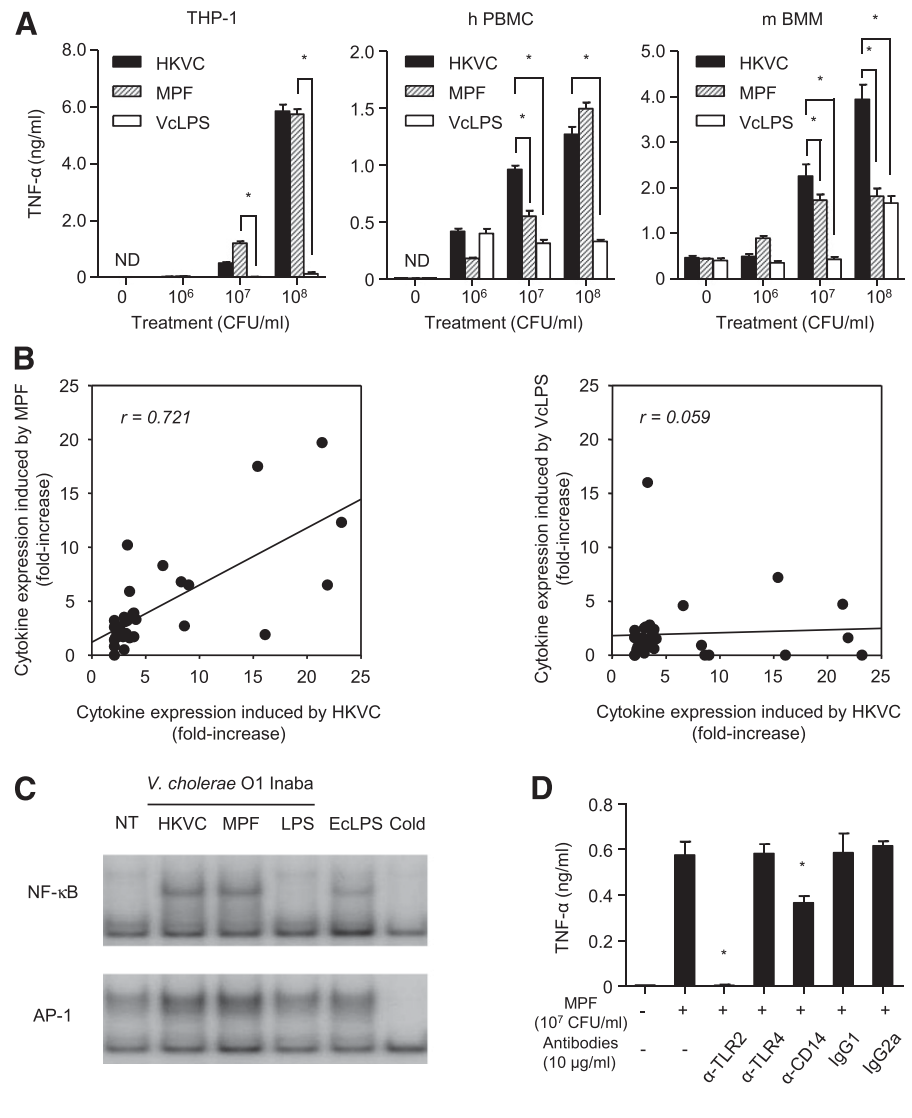 A
THP-1
h PBMC
m BMM
TNF-α (ng/ml)
8.0
6.0
4.0
2.0
0
HKVC
MPF
VcLPS
ND
*
*
0
10⁶
10⁷
10⁸
Treatment (CFU/ml)
2.0
1.5
1.0
0.5
0
HKVC
MPF
VcLPS
ND
*
*
*
0
10⁶
10⁷
10⁸
Treatment (CFU/ml)
5.0
4.0
3.0
2.0
1.0
0
HKVC
MPF
VcLPS
*
*
*
*
0
10⁶
10⁷
10⁸
Treatment (CFU/ml)
B
Cytokine expression induced by MPF
(fold-increase)
25
20
15
10
5
0
r = 0.721
0
5
10
15
20
25
Cytokine expression induced by HKVC
(fold-increase)
Cytokine expression induced by VcLPS
(fold-increase)
25
20
15
10
5
0
r = 0.059
0
5
10
15
20
25
Cytokine expression induced by HKVC
(fold-increase)
C
V. cholerae O1 Inaba
NT HKVC MPF LPS EcLPS Cold
NF-κB
AP-1
D
TNF-α (ng/ml)
0.8
0.6
0.4
0.2
0
*
*
MPF
(10⁷ CFU/ml)
- + + + + + +
Antibodies
(10 µg/ml)
- - α-TLR2 α-TLR4 α-CD14 IgG1 IgG2a